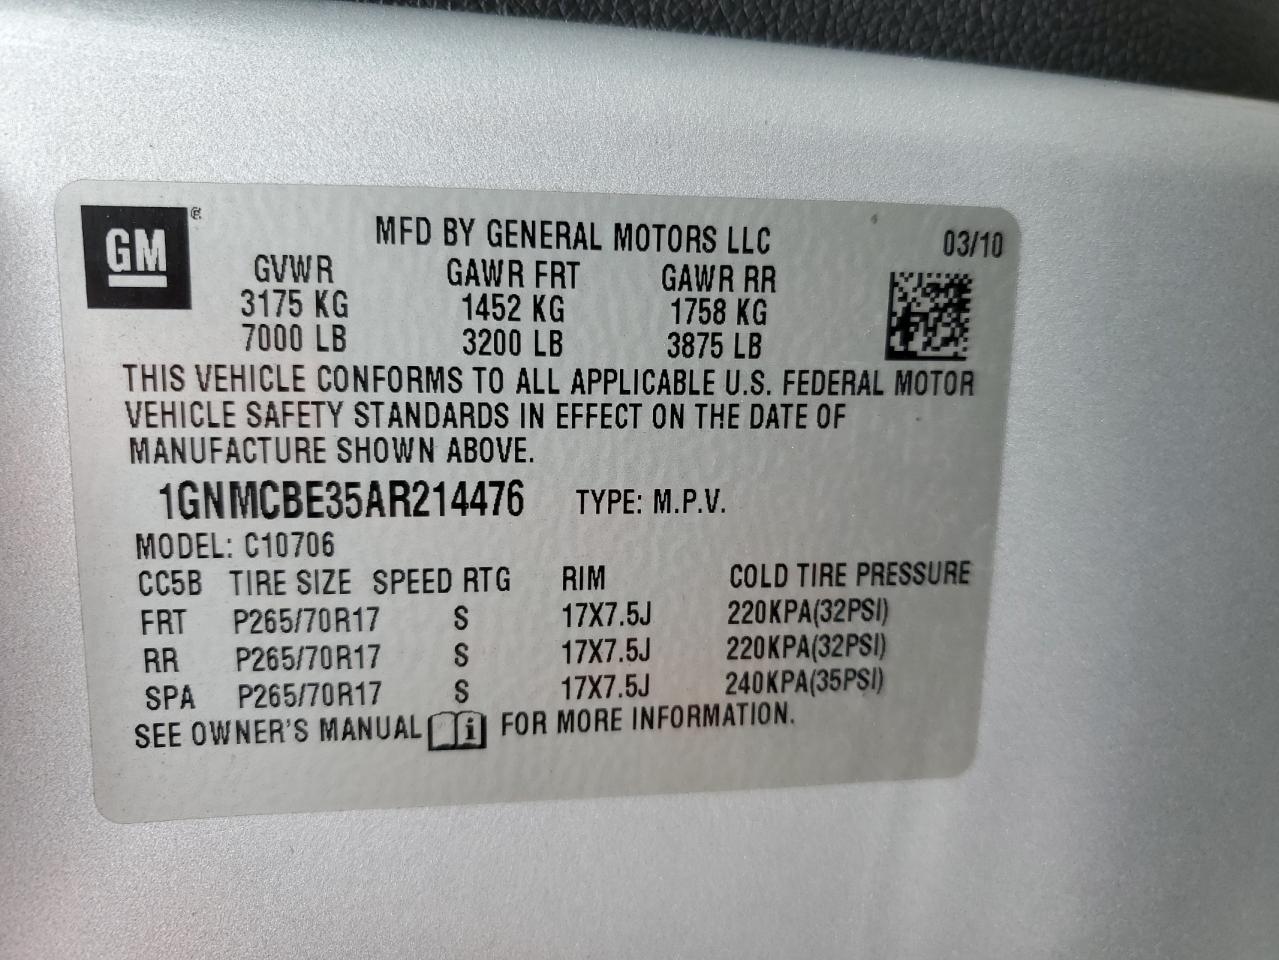 GM ®
MFD BY GENERAL MOTORS LLC 03/10
GVWR GAWR FRT GAWR RR
3175 KG 1452 KG 1758 KG
7000 LB 3200 LB 3875 LB
THIS VEHICLE CONFORMS TO ALL APPLICABLE U.S. FEDERAL MOTOR
VEHICLE SAFETY STANDARDS IN EFFECT ON THE DATE OF
MANUFACTURE SHOWN ABOVE.
1GNMCBE35AR214476 TYPE: M.P.V.
MODEL: C10706
CC5B TIRE SIZE SPEED RTG RIM COLD TIRE PRESSURE
FRT P265/70R17 S 17X7.5J 220KPA(32PSI)
RR P265/70R17 S 17X7.5J 220KPA(32PSI)
SPA P265/70R17 S 17X7.5J 240KPA(35PSI)
SEE OWNER'S MANUAL i FOR MORE INFORMATION.